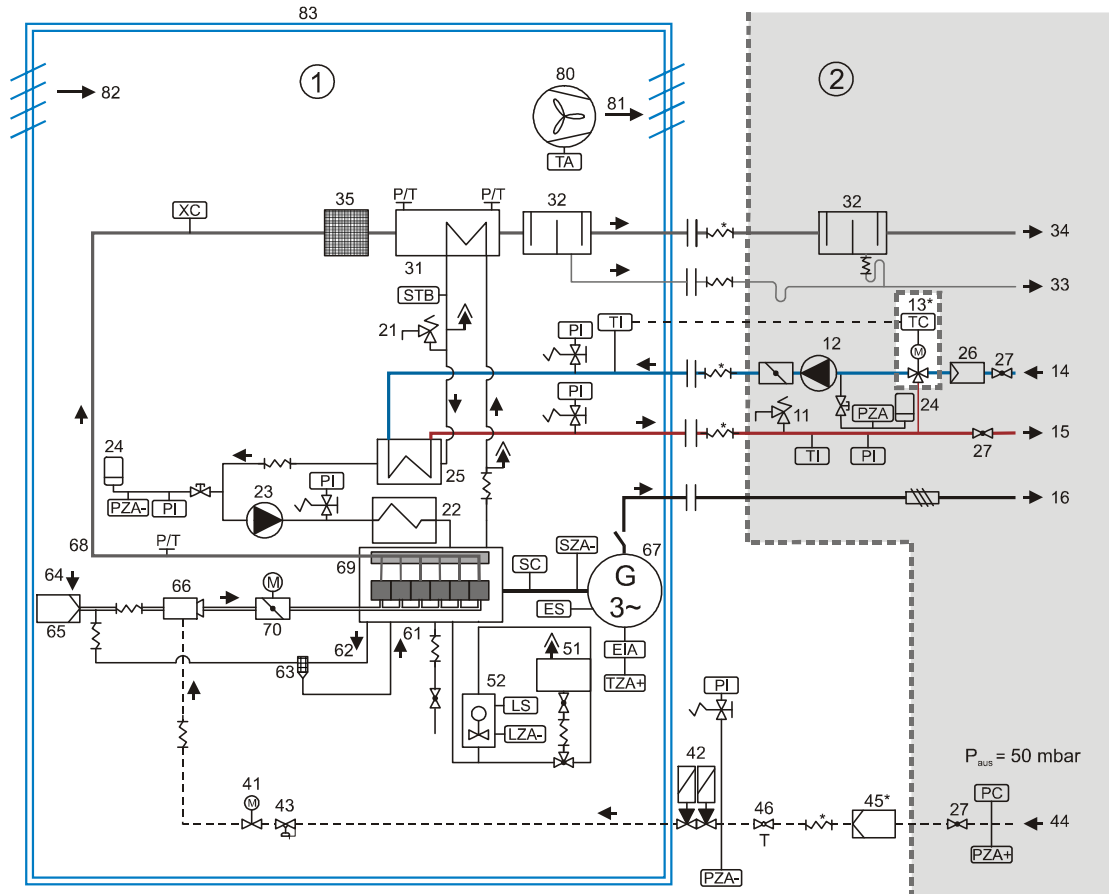 83
1
2
80
82
81
TA
P/T
P/T
XC
35
32
32
34
31
33
STB
13*
TC
21
PI
TI
12
M
26
27
14
PI
11
PZA
24
24
15
25
TI
PI
27
PI
23
22
PZA-
PI
16
68
P/T
SZA-
67
69
SC
G
3~
64
66
M
ES
65
70
61
62
EIA
51
63
TZA+
52
PI
LS
LZA-
42
Paus = 50 mbar
41
PC
M
43
46
45*
27
44
T
PZA-
PZA+
*
*
*
*